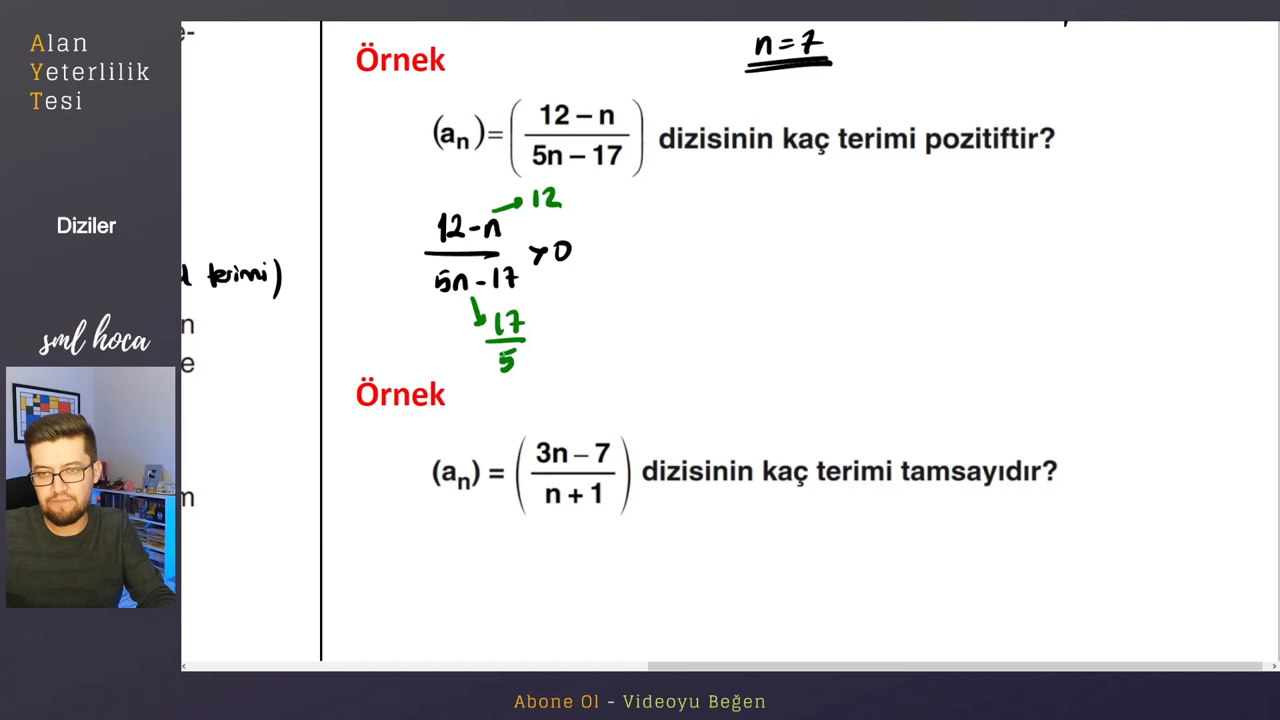 Alan
Yeterlilik
Tesi
Diziler
terimi)
sml hoca
n
e
m
n = 7
Örnek
(an) = (12 – n / 5n – 17) dizisinin kaç terimi pozitiftir?
12 - n → 12
> 0
5n - 17
17
5
Örnek
(an) = (3n – 7 / n + 1) dizisinin kaç terimi tamsayıdır?
Abone Ol - Videoyu Beğen